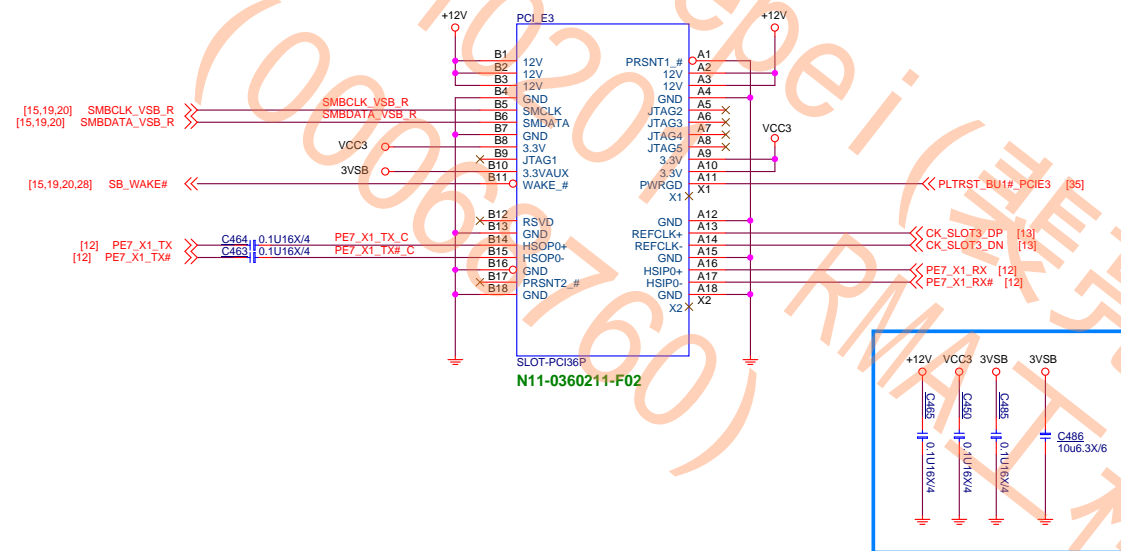 +12V
PCI_E3
+12V
B1 12V PRSNT1_# A1
B2 12V 12V A2
B3 12V 12V A3
B4 GND GND A4
[15,19,20] SMBCLK_VSB_R SMBCLK_VSB_R B5 SMCLK JTAG2 A5
[15,19,20] SMBDATA_VSB_R SMBDATA_VSB_R B6 SMDATA JTAG3 A6
B7 GND JTAG4 A7
VCC3 B8 3.3V JTAG5 A8 VCC3
B9 JTAG1 3.3V A9
3VSB B10 3.3VAUX 3.3V A10
[15,19,20,28] SB_WAKE# B11 WAKE_# PWRGD A11 PLTRST_BU1#_PCIE3 [35]
X1 X1
B12 RSVD GND A12
B13 GND REFCLK+ A13 CK_SLOT3_DP [13]
[12] PE7_X1_TX C464 0.1U16X/4 PE7_X1_TX_C B14 HSOP0+ REFCLK- A14 CK_SLOT3_DN [13]
[12] PE7_X1_TX# C463 0.1U16X/4 PE7_X1_TX#_C B15 HSOP0- GND A15
B16 GND HSIP0+ A16 PE7_X1_RX [12]
B17 PRSNT2_# HSIP0- A17 PE7_X1_RX# [12]
B18 GND GND A18
X2 X2
SLOT-PCI36P
N11-0360211-F02
+12V VCC3 3VSB 3VSB
C465 C450 C485 C486
0.1U16X/4 0.1U16X/4 0.1U16X/4 10u6.3X/6
pei(裴
(00068760)
RMA工程